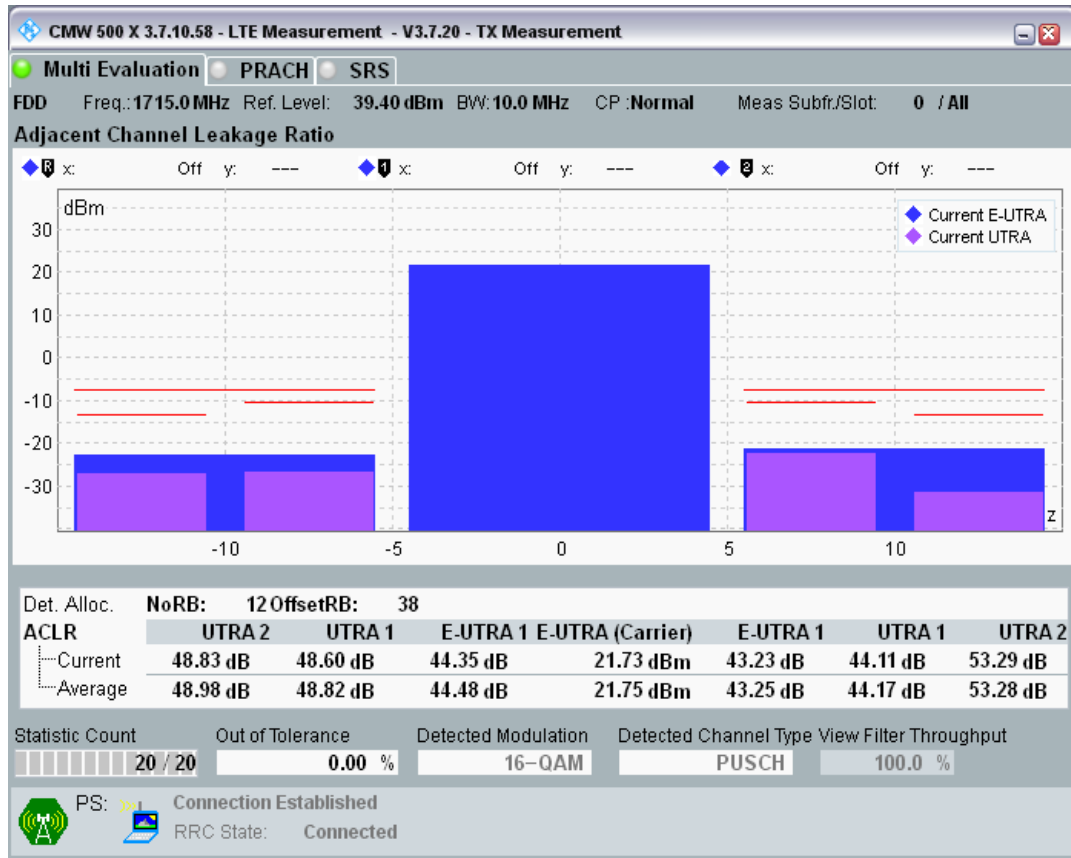 CMW 500 X 3.7.10.58 - LTE Measurement - V3.7.20 - TX Measurement
Multi Evaluation PRACH SRS
FDD Freq.: 1715.0 MHz Ref. Level: 39.40 dBm BW: 10.0 MHz CP : Normal Meas Subfr./Slot: 0 / All
Adjacent Channel Leakage Ratio
R x: Off y: --- 1 x: Off y: --- 2 x: Off y: ---
dBm
Current E-UTRA
Current UTRA
30
20
10
0
-10
-20
-30
z
-10 -5 0 5 10
Det. Alloc. NoRB: 12 OffsetRB: 38
ACLR UTRA 2 UTRA 1 E-UTRA 1 E-UTRA (Carrier) E-UTRA 1 UTRA 1 UTRA 2
Current 48.83 dB 48.60 dB 44.35 dB 21.73 dBm 43.23 dB 44.11 dB 53.29 dB
Average 48.98 dB 48.82 dB 44.48 dB 21.75 dBm 43.25 dB 44.17 dB 53.28 dB
Statistic Count Out of Tolerance Detected Modulation Detected Channel Type View Filter Throughput
20 / 20 0.00 % 16-QAM PUSCH 100.0 %
PS: Connection Established
RRC State: Connected